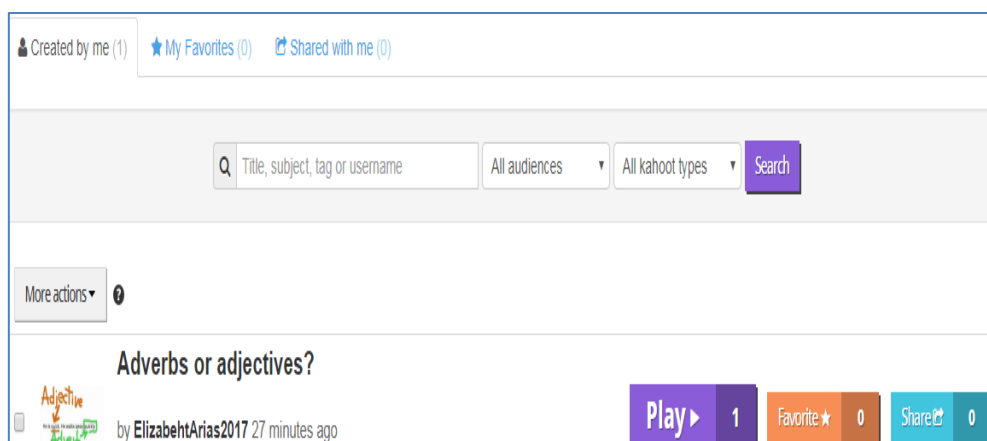 Created by me (1) My Favorites (0) Shared with me (0)
Title, subject, tag or username All audiences All kahoot types Search
More actions
Adverbs or adjectives?
Adjective
by ElizabehtArias2017 27 minutes ago
Play 1 Favorite 0 Share 0